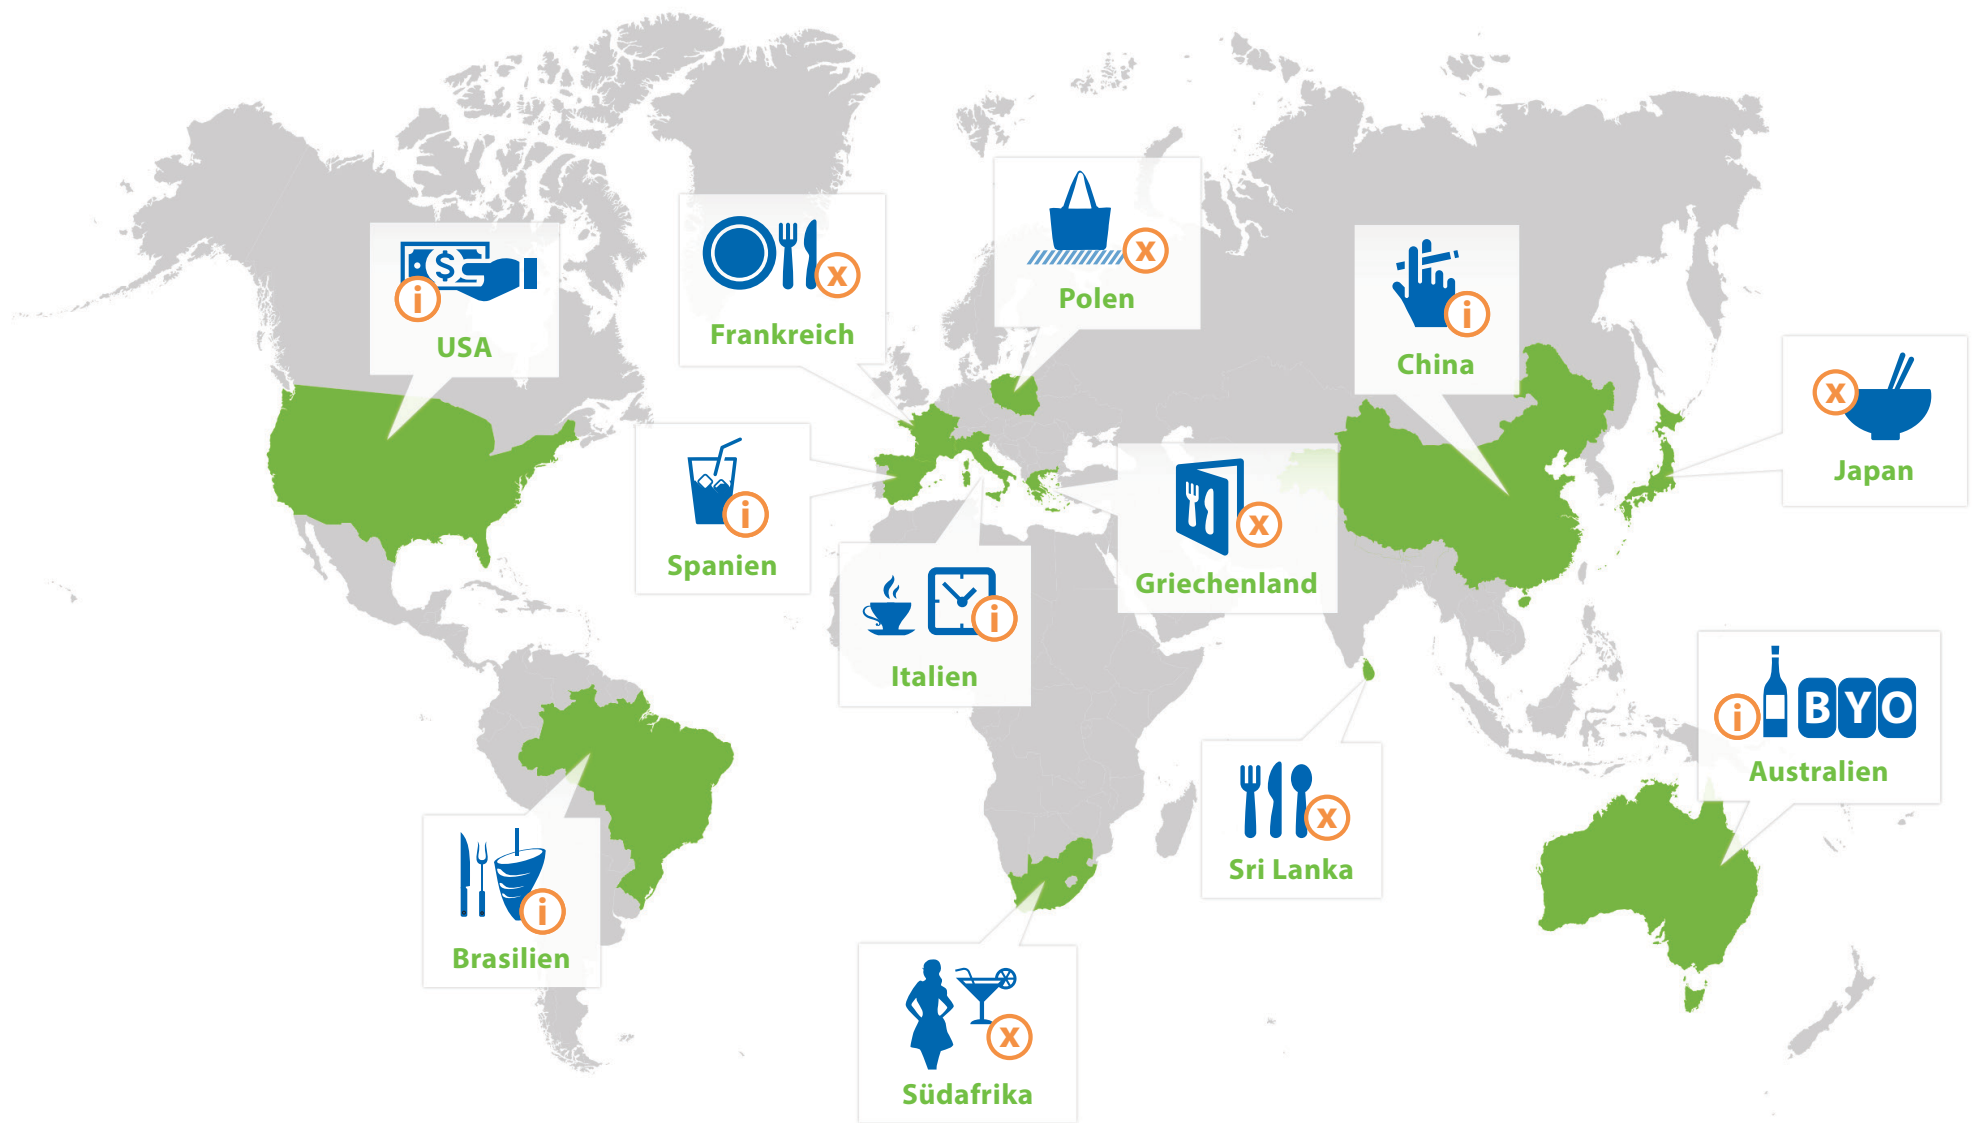 $
i
USA
x
Frankreich
x
Polen
i
China
x
Japan
i
Spanien
x
Griechenland
i
Italien
i
BYO
Australien
x
Sri Lanka
i
Brasilien
x
Südafrika